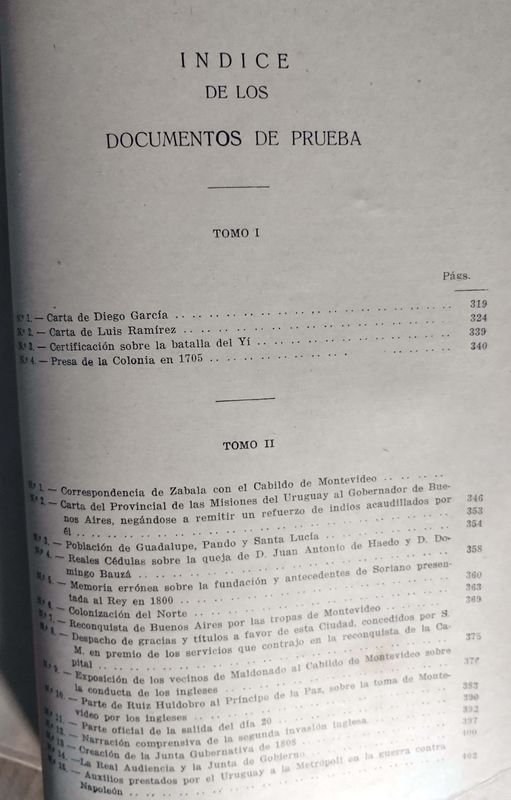 INDICE
DE LOS
DOCUMENTOS DE PRUEBA
TOMO I
Págs.
N.º 1. — Carta de Diego García 319
N.º 2. — Carta de Luis Ramírez 324
N.º 3. — Certificación sobre la batalla del Yí 339
N.º 4. — Presa de la Colonia en 1705 340
TOMO II
N.º 1. — Correspondencia de Zabala con el Cabildo de Montevideo 346
N.º 2. — Carta del Provincial de las Misiones del Uruguay al Gobernador de Bue-
nos Aires, negándose a remitir un refuerzo de indios acaudillados por
él 353
N.º 3. — Población de Guadalupe, Pando y Santa Lucía 354
N.º 4. — Reales Cédulas sobre la queja de D. Juan Antonio de Haedo y D. Do-
mingo Bauzá 358
N.º 5. — Memoria errónea sobre la fundación y antecedentes de Soriano presen-
tada al Rey en 1800 360
N.º 6. — Colonización del Norte 363
N.º 7. — Reconquista de Buenos Aires por las tropas de Montevideo 369
N.º 8. — Despacho de gracias y títulos a favor de esta Ciudad, concedidos por S.
M. en premio de los servicios que contrajo en la reconquista de la Ca-
pital 375
N.º 9. — Exposición de los vecinos de Maldonado al Cabildo de Montevideo sobre
la conducta de los ingleses
N.º 10. — Parte de Ruiz Huidobro al Príncipe de la Paz, sobre la toma de Monte-
video por los ingleses 383
N.º 11. — Parte oficial de la salida del día 20 390
N.º 12. — Narración comprensiva de la segunda invasión inglesa 392
N.º 13. — Creación de la Junta Gubernativa de 1808 397
N.º 14. — La Real Audiencia y la Junta de Gobierno 400
N.º 15. — Auxilios prestados por el Uruguay a la Metrópoli en la guerra contra
Napoleón 402